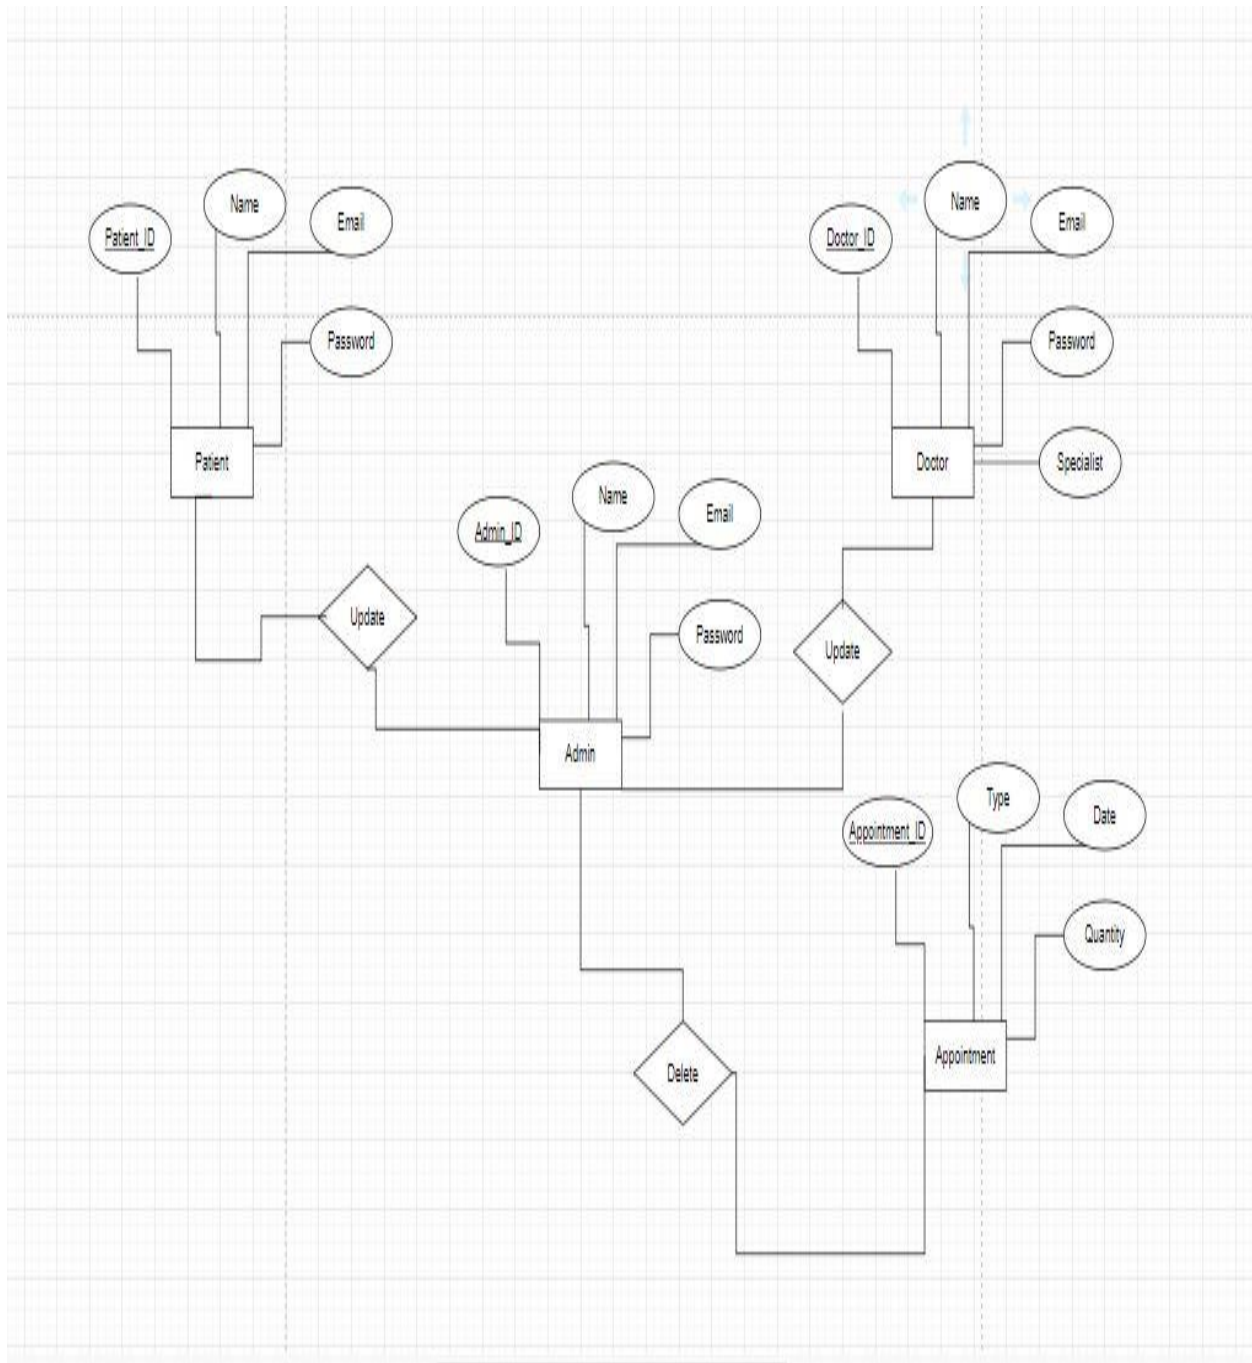 Name
Email
Patient_ID
Password
Patient
Name
Email
Doctor_ID
Password
Doctor
Specialist
Name
Email
Admin_ID
Password
Update
Update
Admin
Type
Date
Appointment_ID
Quantity
Appointment
Delete